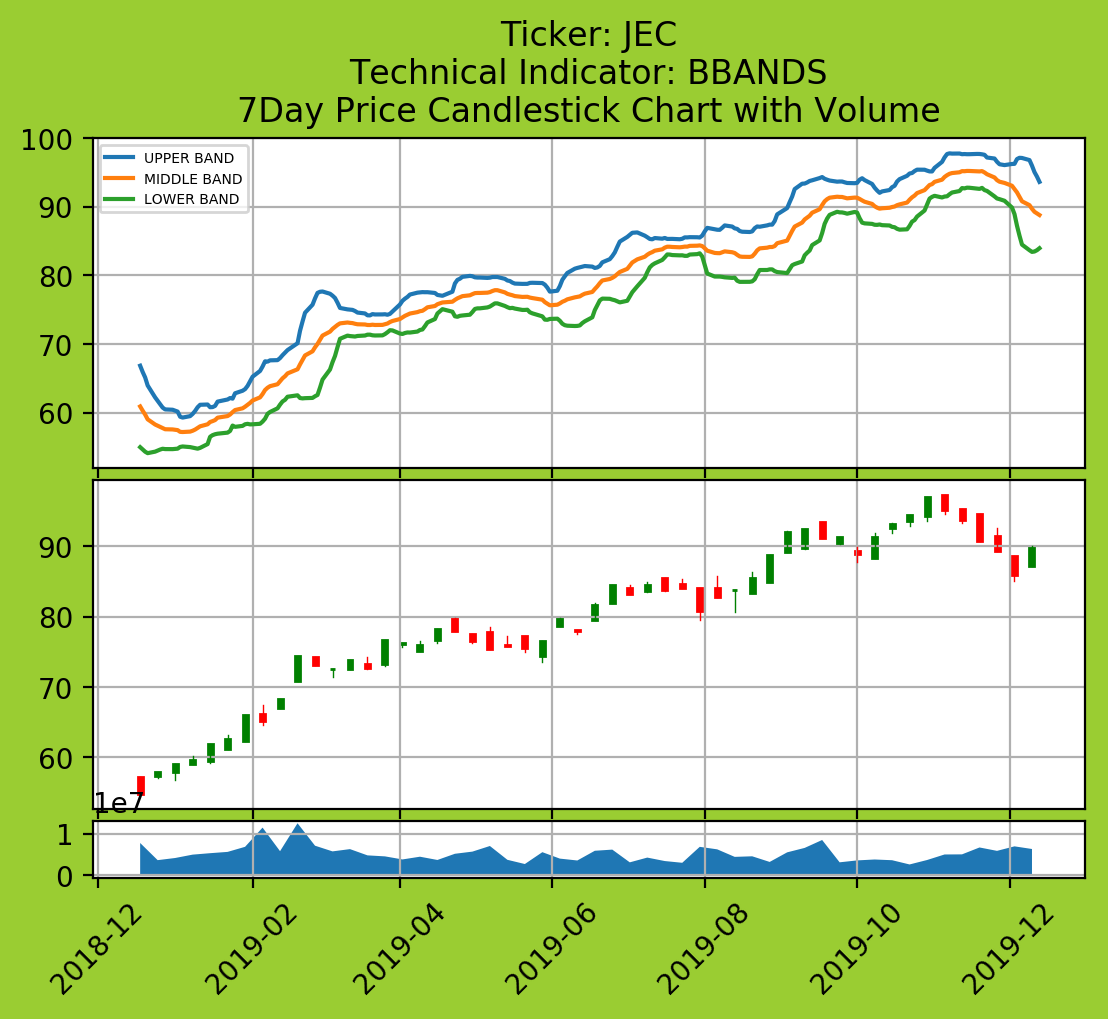 Ticker: JEC
Technical Indicator: BBANDS
7Day Price Candlestick Chart with Volume
100
90
80
70
60
UPPER BAND
MIDDLE BAND
LOWER BAND
90
80
70
60
1e7
1
0
2018-12
2019-02
2019-04
2019-06
2019-08
2019-10
2019-12